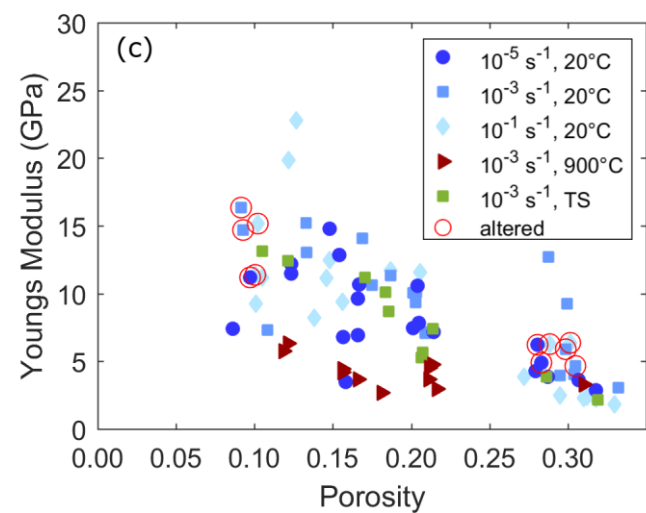 (c)
30
25
20
15
10
5
0
Youngs Modulus (GPa)
10-5 s-1, 20°C
10-3 s-1, 20°C
10-1 s-1, 20°C
10-3 s-1, 900°C
10-3 s-1, TS
altered
0.00 0.05 0.10 0.15 0.20 0.25 0.30
Porosity